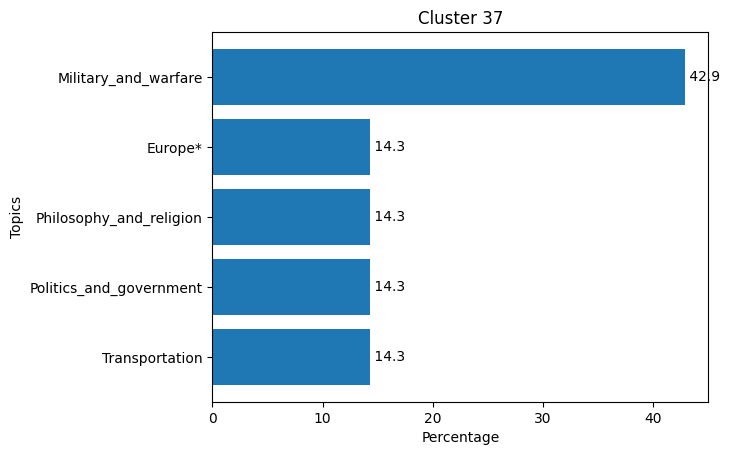 Cluster 37
Topics
Military_and_warfare 42.9
Europe* 14.3
Philosophy_and_religion 14.3
Politics_and_government 14.3
Transportation 14.3
0 10 20 30 40
Percentage